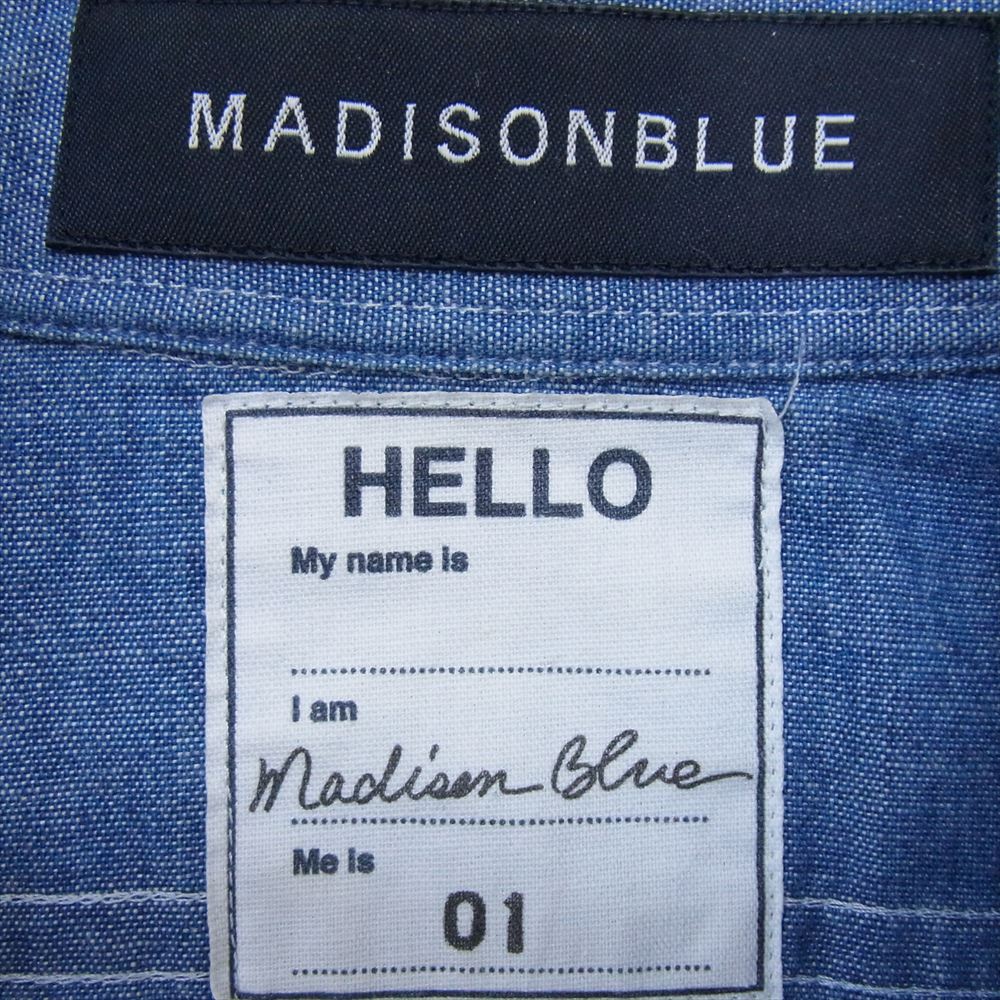 MADISONBLUE
HELLO
My name is
I am
Madison Blue
Me is
01